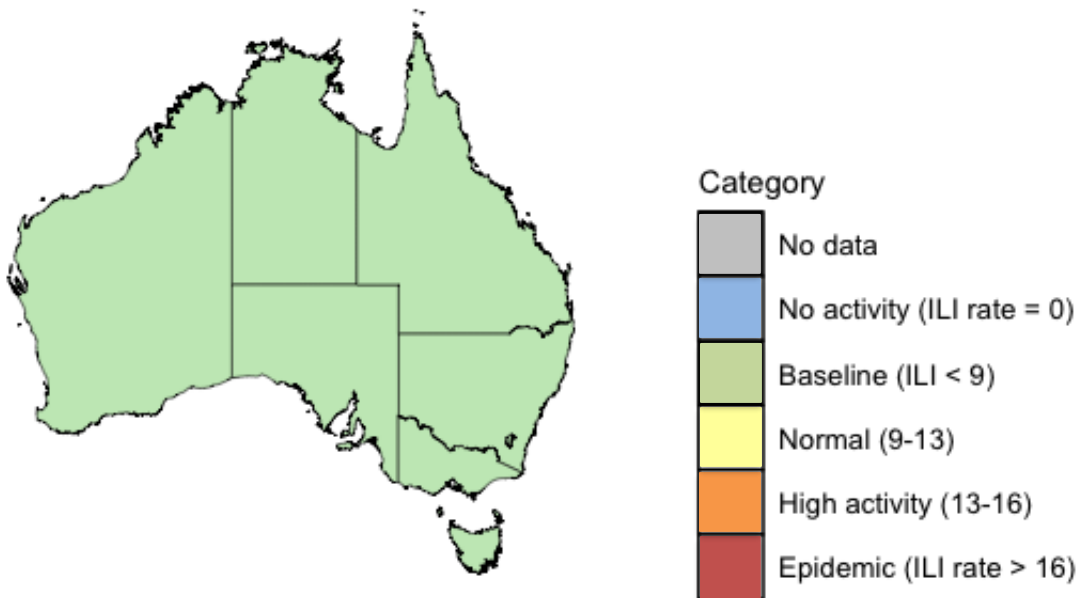 Category
No data
No activity (ILI rate = 0)
Baseline (ILI < 9)
Normal (9-13)
High activity (13-16)
Epidemic (ILI rate > 16)